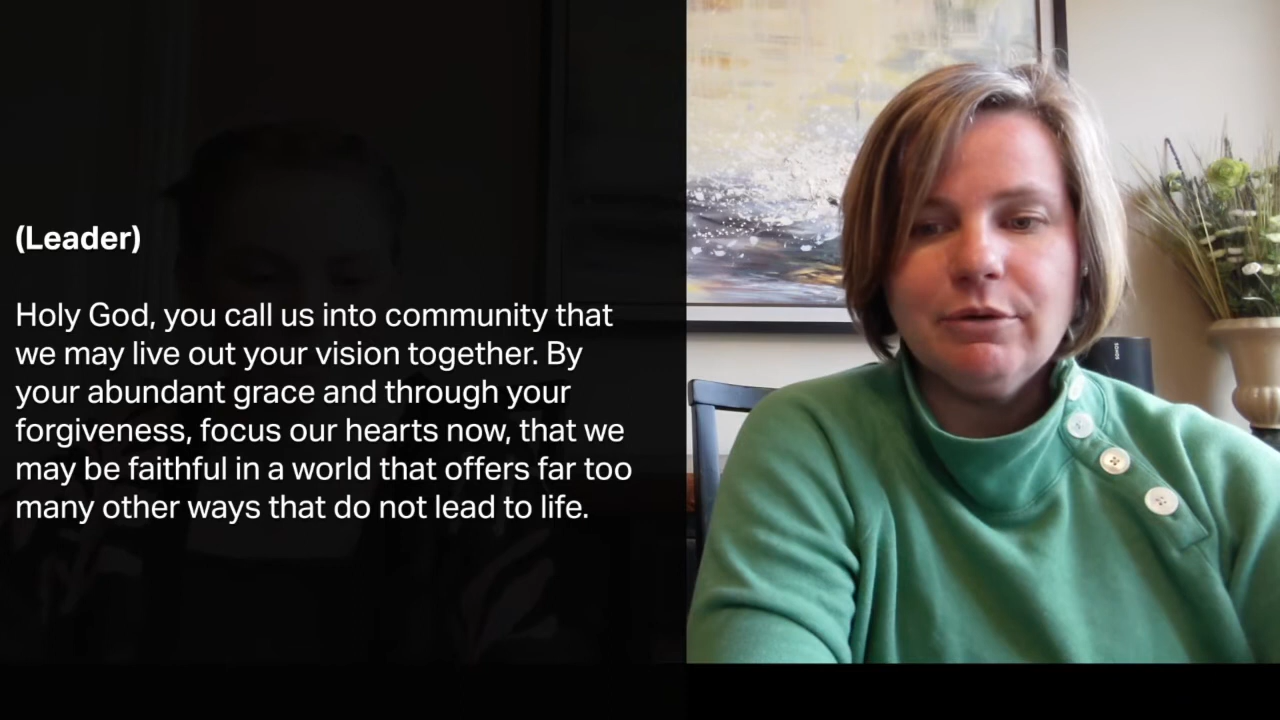 (Leader)
Holy God, you call us into community that
we may live out your vision together. By
your abundant grace and through your
forgiveness, focus our hearts now, that we
may be faithful in a world that offers far too
many other ways that do not lead to life.
SONOS